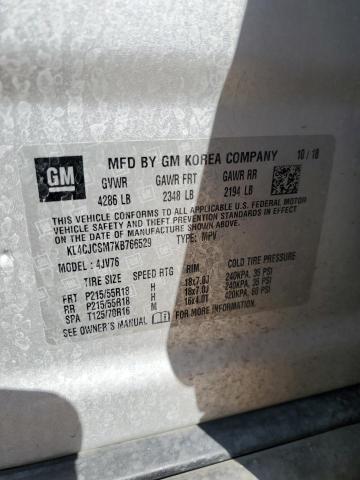 GM
MFD BY GM KOREA COMPANY 10 / 18
GVWR GAWR FRT GAWR RR
4286 LB 2348 LB 2194 LB
THIS VEHICLE CONFORMS TO ALL APPLICABLE U.S. FEDERAL MOTOR
VEHICLE SAFETY, BUMPER, AND THEFT PREVENTION STANDARDS
IN EFFECT ON THE DATE OF MANUFACTURE SHOWN ABOVE.
KL4CJCSM7KB766529 TYPE: MPV
MODEL: 4JV76
TIRE SIZE SPEED RTG RIM COLD TIRE PRESSURE
FRT P215/55R18 H 18x7.0J 240KPA, 35 PSI
RR P215/55R18 H 18x7.0J 240KPA, 35 PSI
SPA T125/70R16 M 16x4.0T 420KPA, 60 PSI
SEE OWNER'S MANUAL FOR MORE INFORMATION.